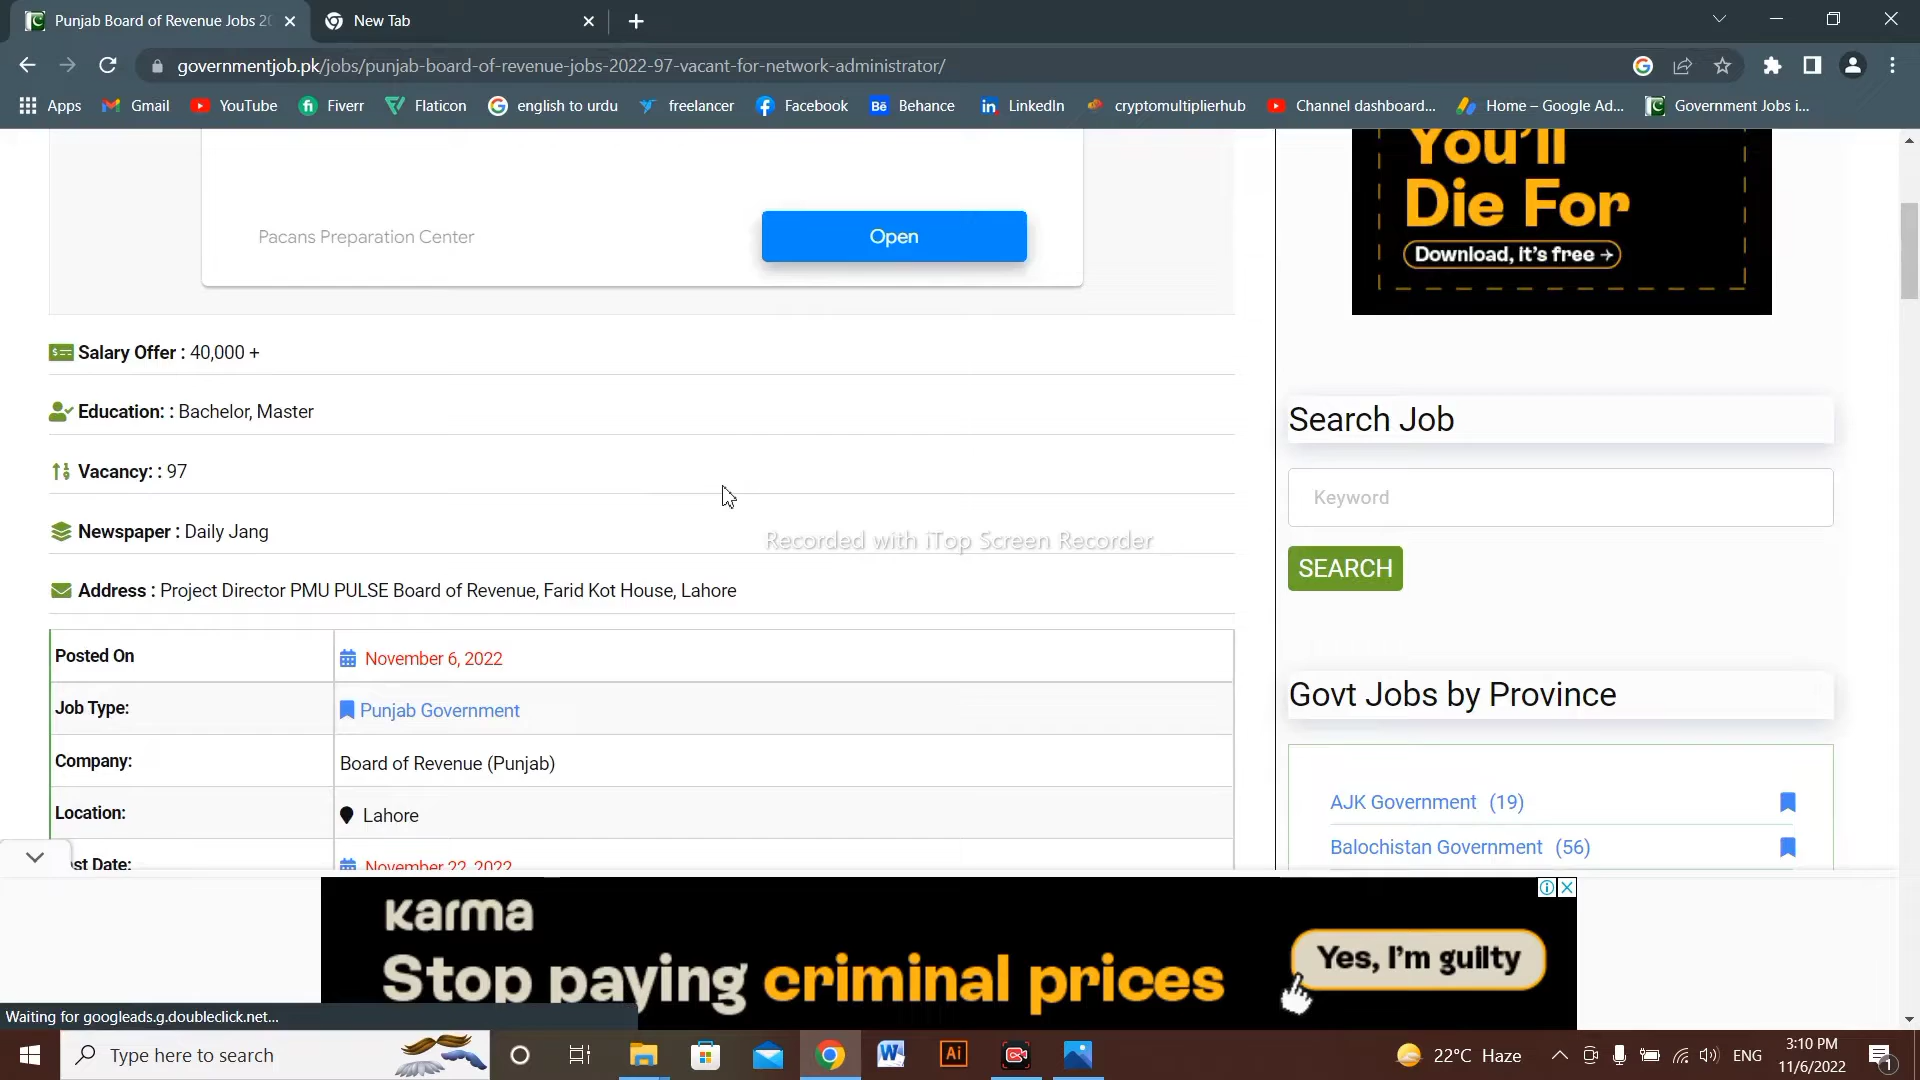 Punjab Board of Revenue Jobs 20
New Tab
governmentjob.pk/jobs/punjab-board-of-revenue-jobs-2022-97-vacant-for-network-administrator/
Apps
Gmail
YouTube
Fiverr
Flaticon
english to urdu
freelancer
Facebook
Behance
LinkedIn
cryptomultiplierhub
Channel dashboard...
Home – Google Ad...
Government Jobs i...
You'll
Die For
Download, it's free →
Pacans Preparation Center
Open
Salary Offer : 40,000 +
Education: : Bachelor, Master
Vacancy: : 97
Newspaper : Daily Jang
Address : Project Director PMU PULSE Board of Revenue, Farid Kot House, Lahore
Recorded with iTop Screen Recorder
Posted On
November 6, 2022
Job Type:
Punjab Government
Company:
Board of Revenue (Punjab)
Location:
Lahore
st Date:
November 22, 2022
Search Job
Keyword
SEARCH
Govt Jobs by Province
AJK Government (19)
Balochistan Government (56)
Karma
Stop paying criminal prices
Yes, I'm guilty
Waiting for googleads.g.doubleclick.net...
Type here to search
22°C Haze
ENG
3:10 PM
11/6/2022
1